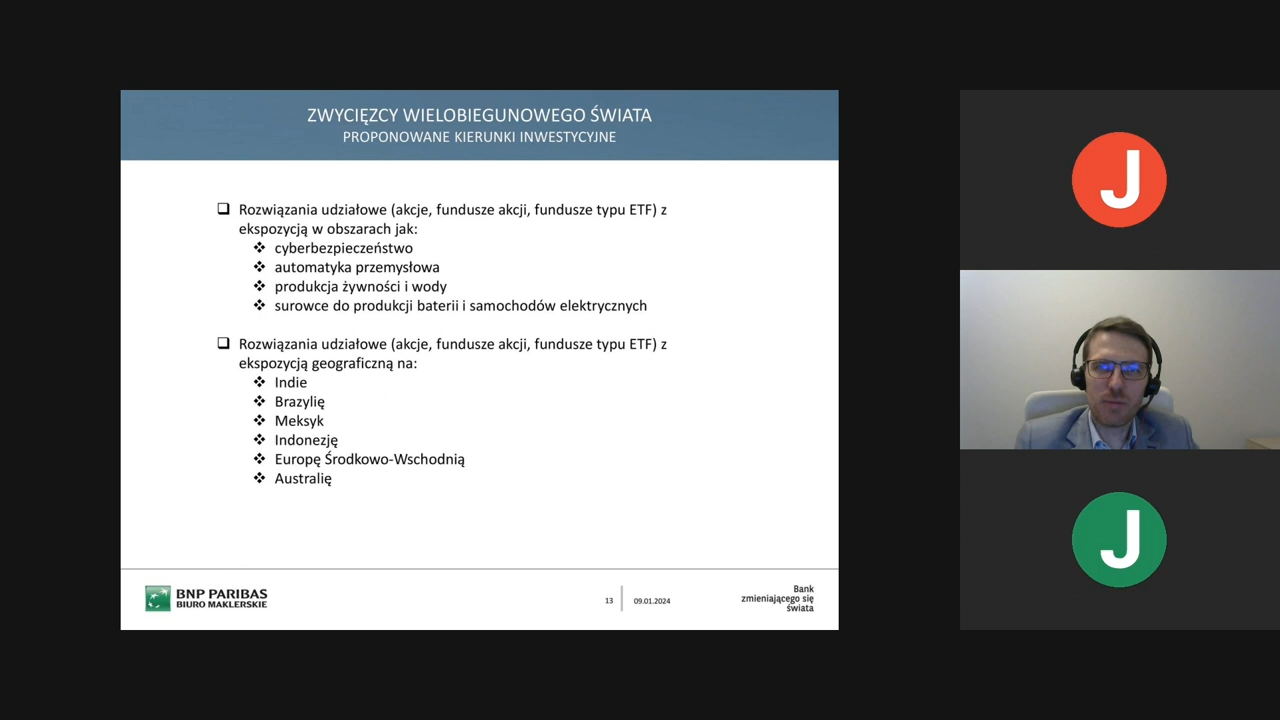 ZWYCIĘZCY WIELOBIEGUNOWEGO ŚWIATA
PROPONOWANE KIERUNKI INWESTYCYJNE
Rozwiązania udziałowe (akcje, fundusze akcji, fundusze typu ETF) z
ekspozycją w obszarach jak:
cyberbezpieczeństwo
automatyka przemysłowa
produkcja żywności i wody
surowce do produkcji baterii i samochodów elektrycznych
Rozwiązania udziałowe (akcje, fundusze akcji, fundusze typu ETF) z
ekspozycją geograficzną na:
Indie
Brazylię
Meksyk
Indonezję
Europę Środkowo-Wschodnią
Australię
BNP PARIBAS
BIURO MAKLERSKIE
13
09.01.2024
Bank
zmieniającego się
świata
J
J